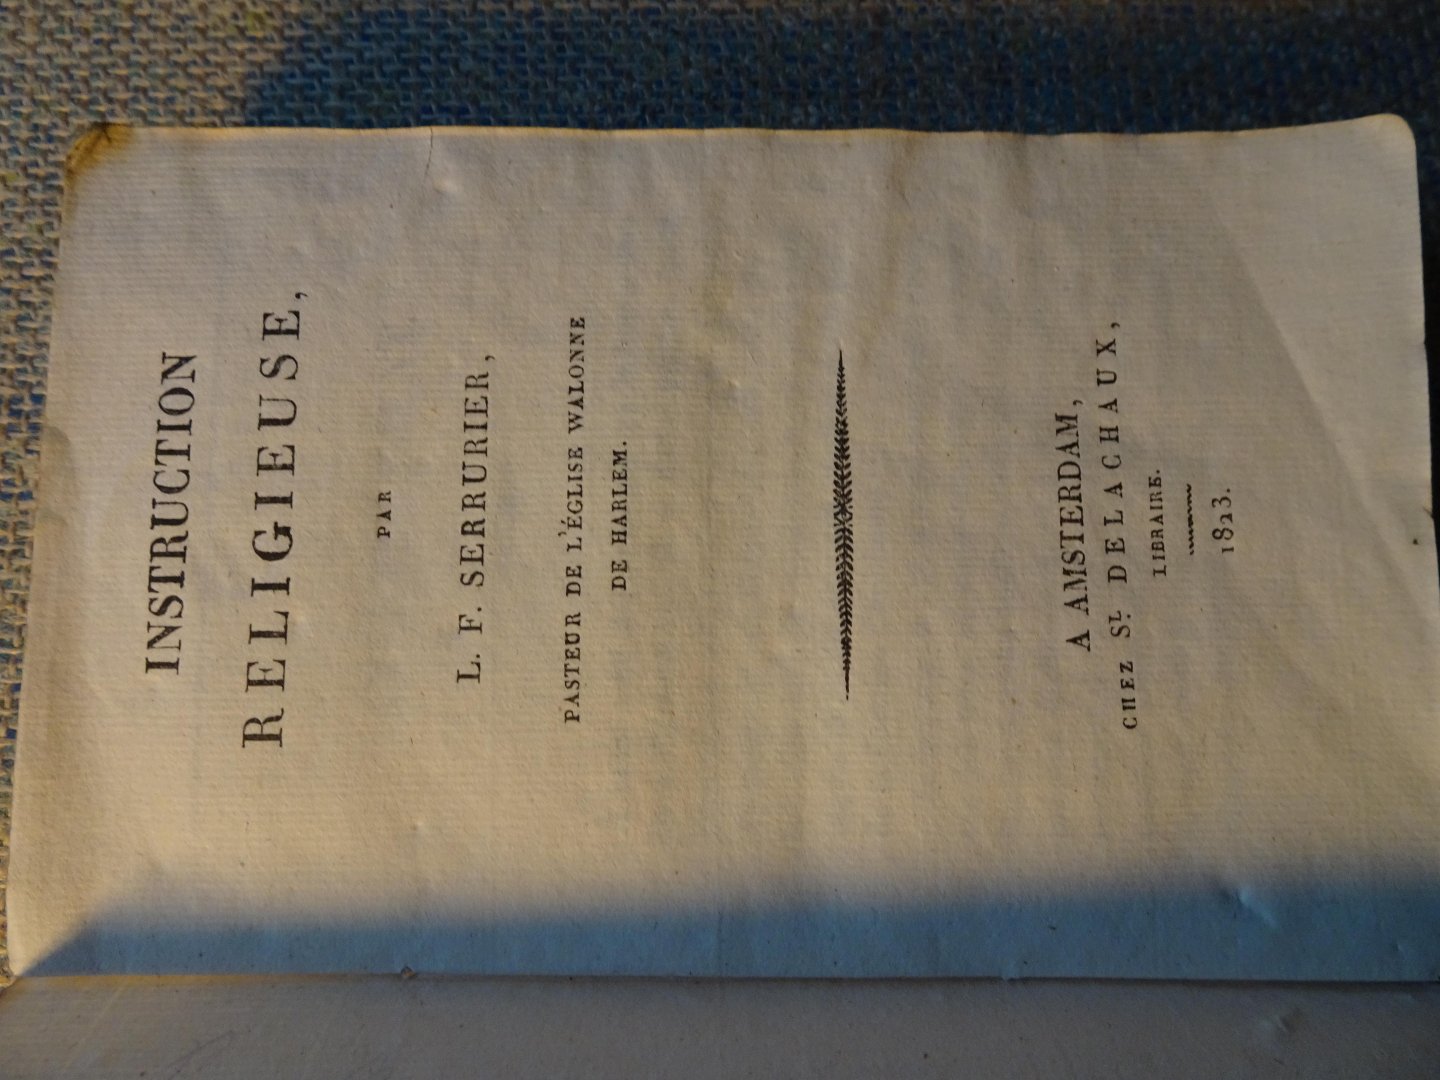 INSTRUCTION
RELIGIEUSE,
PAR
L. F. SERRURIER,
PASTEUR DE L'ÉGLISE WALONNE
DE HARLEM.
A AMSTERDAM,
CHEZ St. DELACHAUX,
LIBRAIRE.
1823.